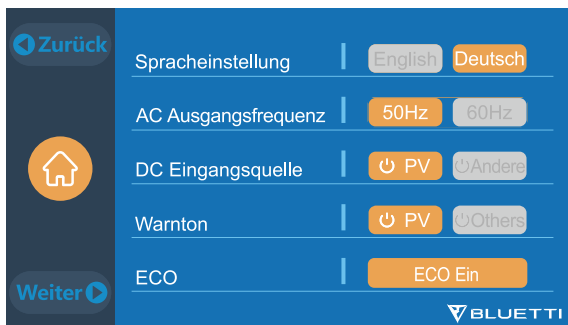 Zurück
Spracheinstellung English Deutsch
AC Ausgangsfrequenz 50Hz 60Hz
DC Eingangsquelle PV Andere
Warnton PV Others
ECO ECO Ein
Weiter
BLUETTI